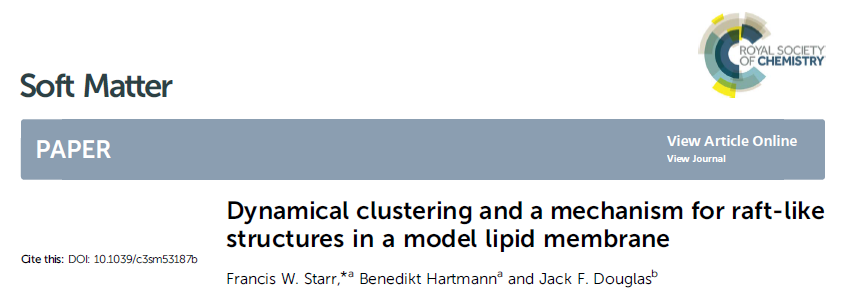 ROYAL SOCIETY
OF CHEMISTRY
Soft Matter
PAPER
View Article Online
View Journal
Dynamical clustering and a mechanism for raft-like
structures in a model lipid membrane
Cite this: DOI: 10.1039/c3sm53187b
Francis W. Starr,*a Benedikt Hartmanna and Jack F. Douglasb